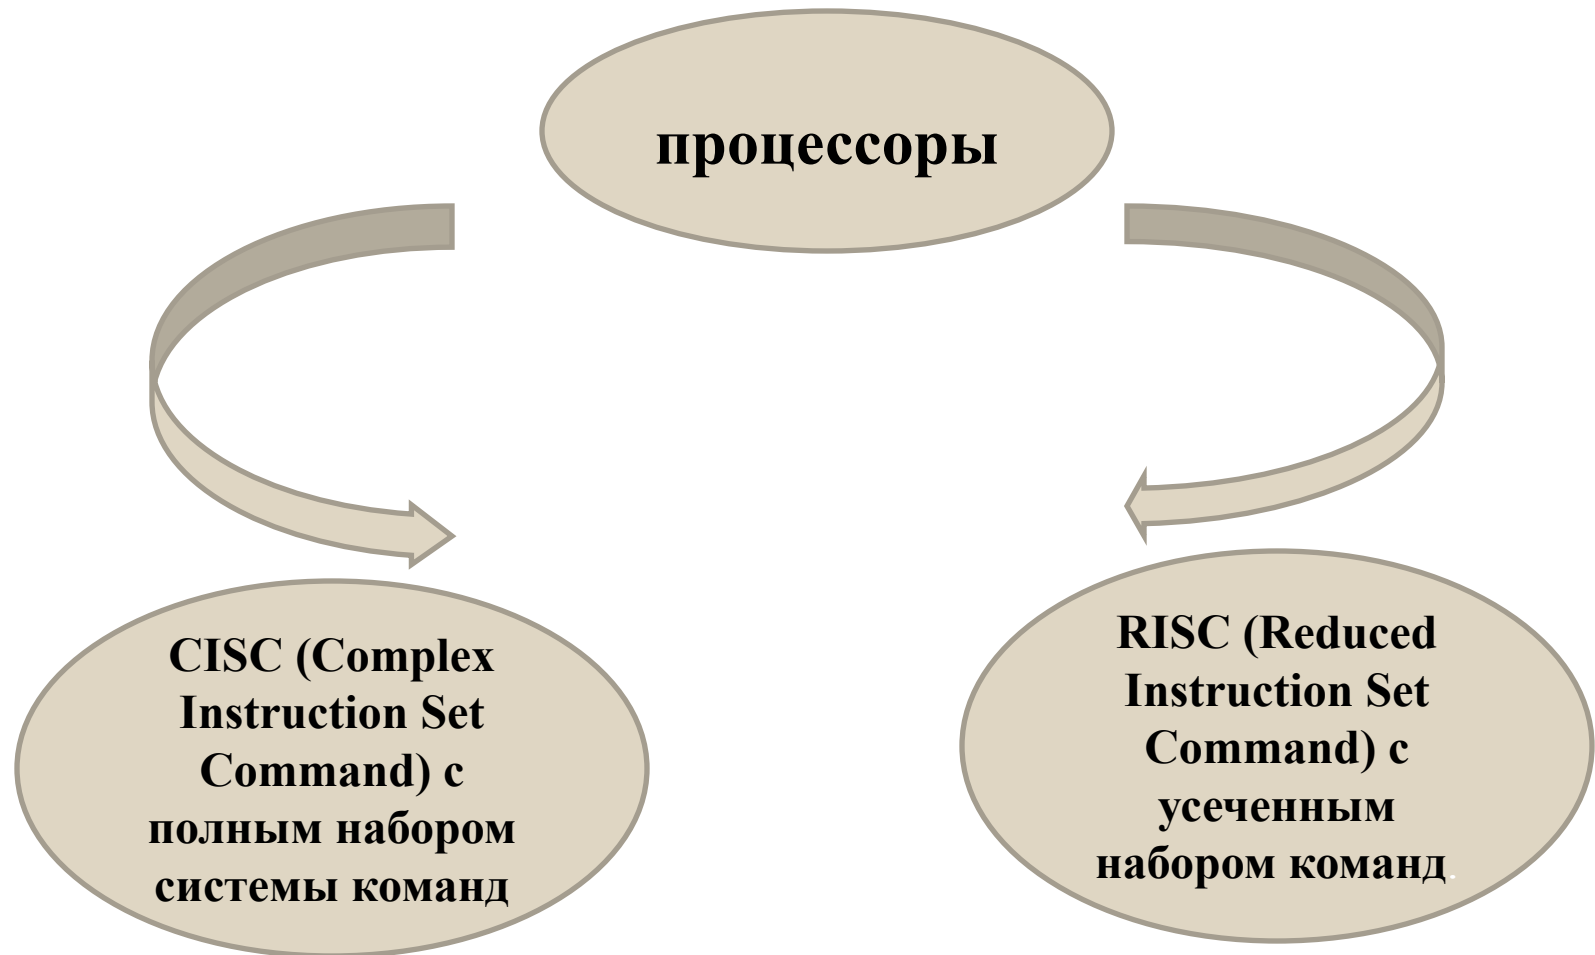 процессоры
CISC (Complex
Instruction Set
Command) с
полным набором
системы команд
RISC (Reduced
Instruction Set
Command) с
усеченным
набором команд.